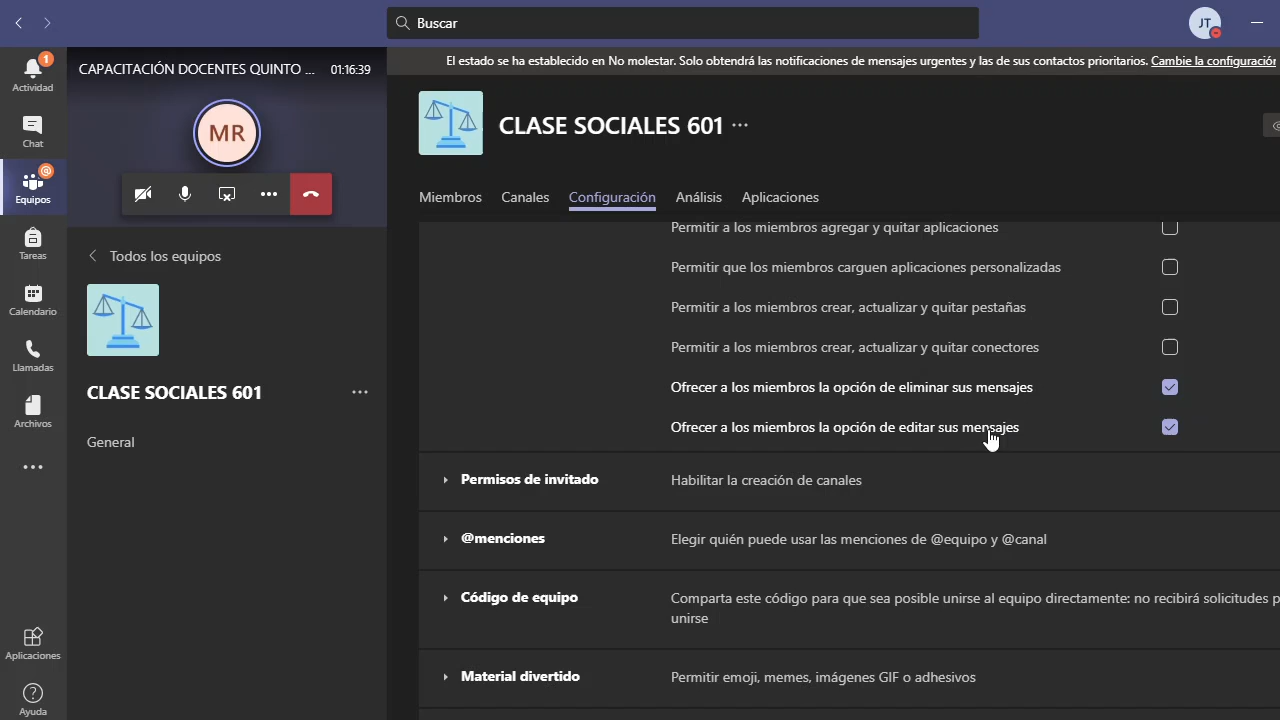 Buscar
JT
El estado se ha establecido en No molestar. Solo obtendrá las notificaciones de mensajes urgentes y las de sus contactos prioritarios. Cambie la configuración
1
Actividad
Chat
@
Equipos
Tareas
Calendario
Llamadas
Archivos
Aplicaciones
Ayuda
CAPACITACIÓN DOCENTES QUINTO ... 01:16:39
MR
Todos los equipos
CLASE SOCIALES 601
General
CLASE SOCIALES 601
Miembros Canales Configuración Análisis Aplicaciones
Permitir a los miembros agregar y quitar aplicaciones
Permitir que los miembros carguen aplicaciones personalizadas
Permitir a los miembros crear, actualizar y quitar pestañas
Permitir a los miembros crear, actualizar y quitar conectores
Ofrecer a los miembros la opción de eliminar sus mensajes
Ofrecer a los miembros la opción de editar sus mensajes
Permisos de invitado Habilitar la creación de canales
@menciones Elegir quién puede usar las menciones de @equipo y @canal
Código de equipo Comparta este código para que sea posible unirse al equipo directamente: no recibirá solicitudes p
unirse
Material divertido Permitir emoji, memes, imágenes GIF o adhesivos